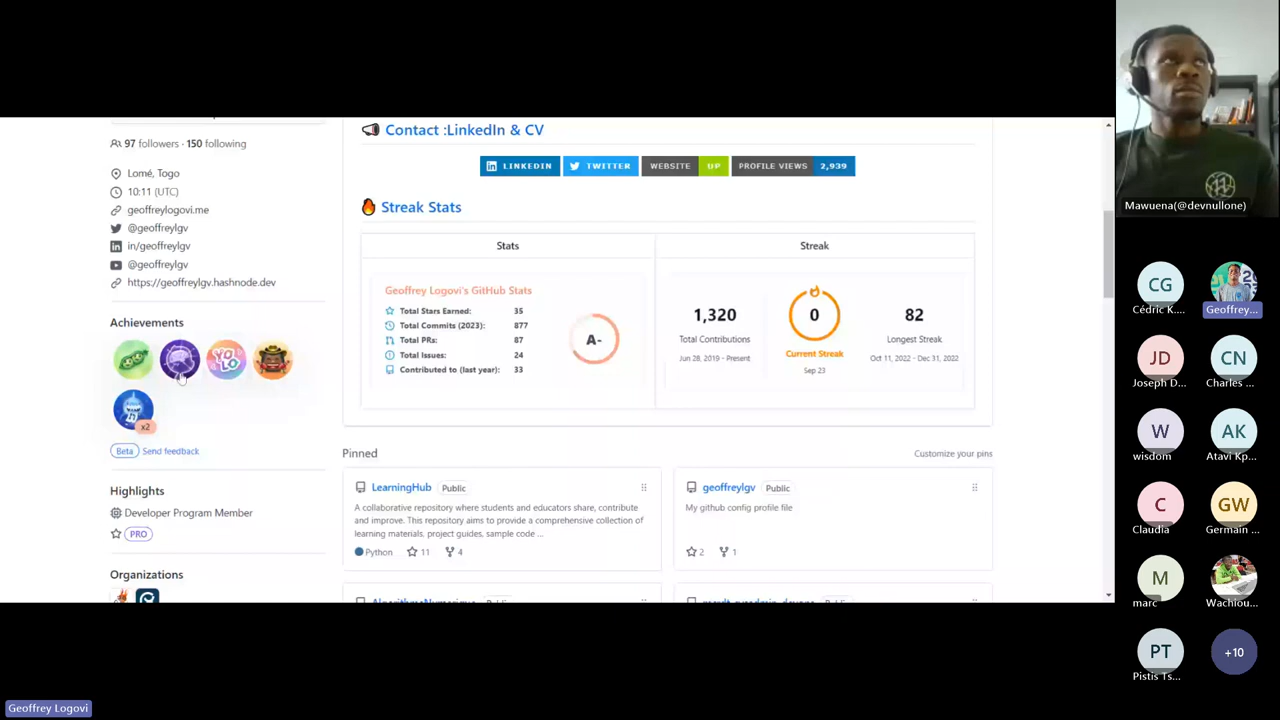 97 followers · 150 following
Lomé, Togo
10:11 (UTC)
geoffreylogovi.me
@geoffreylgv
in/geoffreylgv
@geoffreylgv
https://geoffreylgv.hashnode.dev
Achievements
YOLO
x2
Beta Send feedback
Highlights
Developer Program Member
PRO
Organizations
Contact :LinkedIn & CV
LINKEDIN TWITTER WEBSITE UP PROFILE VIEWS 2,939
Streak Stats
Stats Streak
Geoffrey Logovi's GitHub Stats
Total Stars Earned: 35
Total Commits (2023): 877
Total PRs: 87
Total Issues: 24
Contributed to (last year): 33
A-
1,320
Total Contributions
Jun 28, 2019 - Present
0
Current Streak
Sep 23
82
Longest Streak
Oct 11, 2022 - Dec 31, 2022
Pinned Customize your pins
LearningHub Public
A collaborative repository where students and educators share, contribute
and improve. This repository aims to provide a comprehensive collection of
learning materials. project guides, sample code ...
Python 11 4
geoffreylgv Public
My github config profile file
2 1
Mawuena(@devnullone)
CG
Cédric K....
Geoffrey...
JD
Joseph D...
CN
Charles ...
W
wisdom
AK
Atavi Kp...
C
Claudia
GW
Germain ...
M
marc
Wachiou...
PT
Pistis Ts...
+10
Geoffrey Logovi